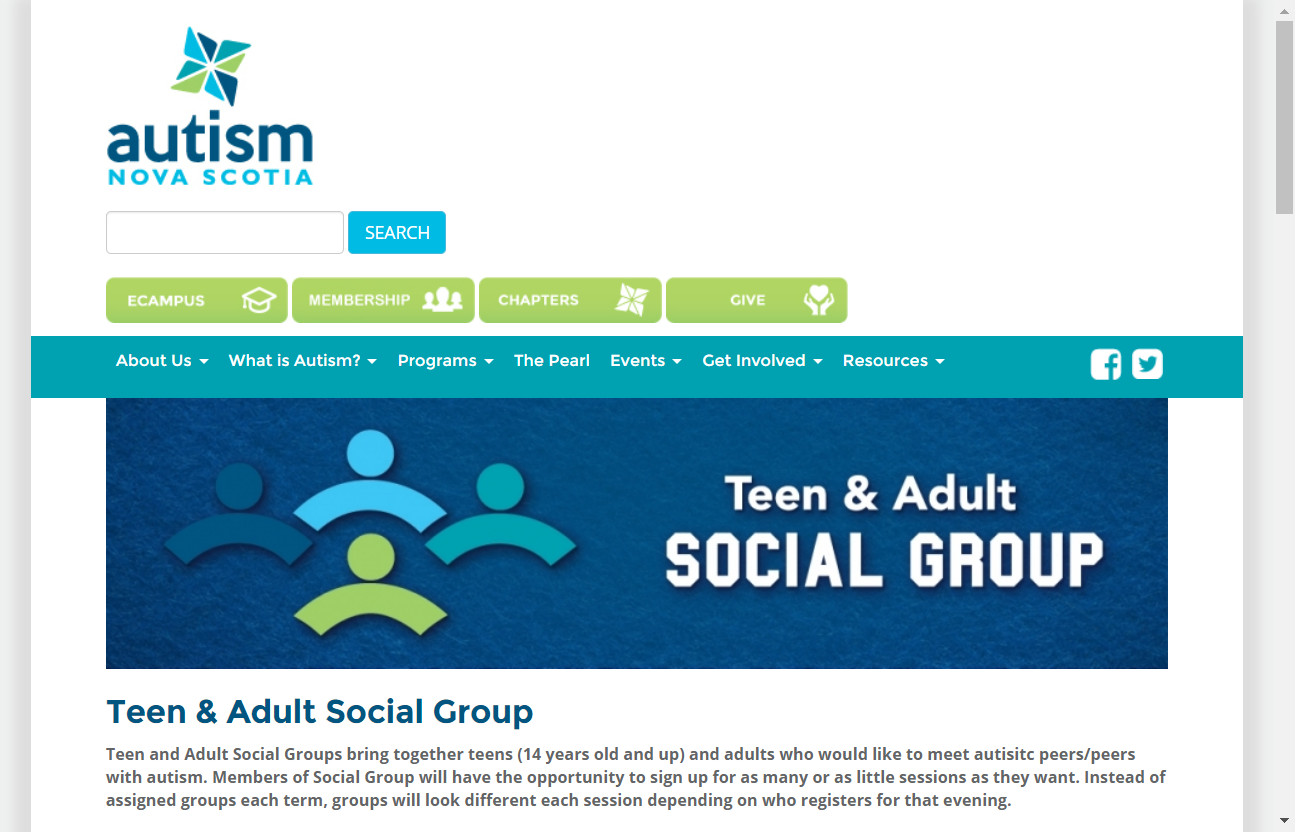 autism
NOVA SCOTIA
SEARCH
ECAMPUS MEMBERSHIP CHAPTERS GIVE
About Us What is Autism? Programs The Pearl Events Get Involved Resources
Teen & Adult
SOCIAL GROUP
Teen & Adult Social Group
Teen and Adult Social Groups bring together teens (14 years old and up) and adults who would like to meet autisitc peers/peers
with autism. Members of Social Group will have the opportunity to sign up for as many or as little sessions as they want. Instead of
assigned groups each term, groups will look different each session depending on who registers for that evening.